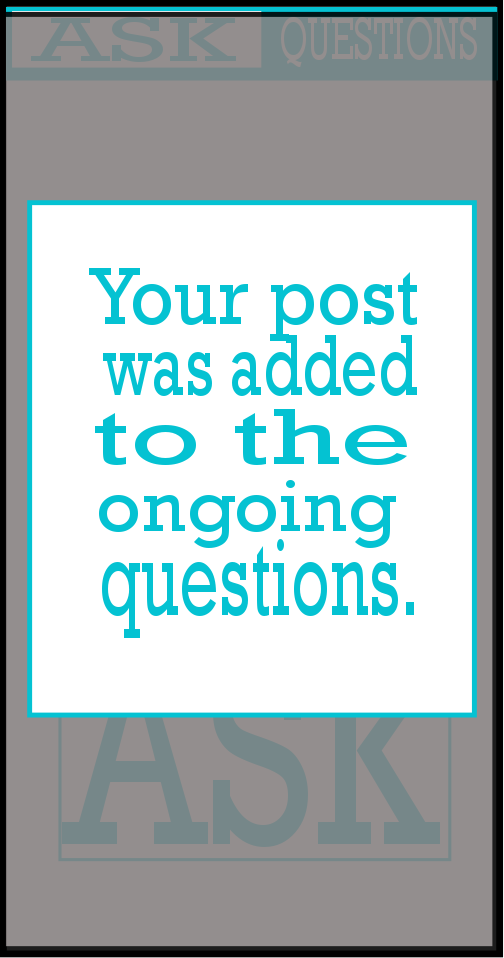 ASK QUESTIONS
Your post
was added
to the
ongoing
questions.
ASK